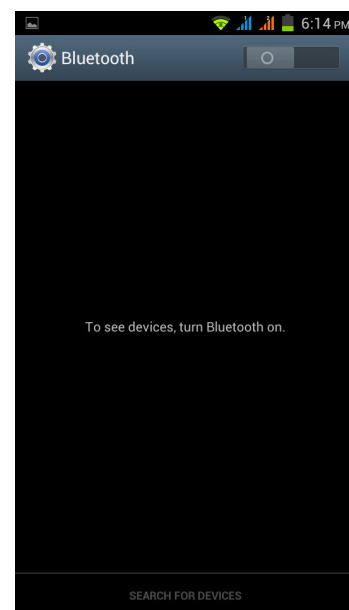 6:14 PM
Bluetooth
To see devices, turn Bluetooth on.
SEARCH FOR DEVICES